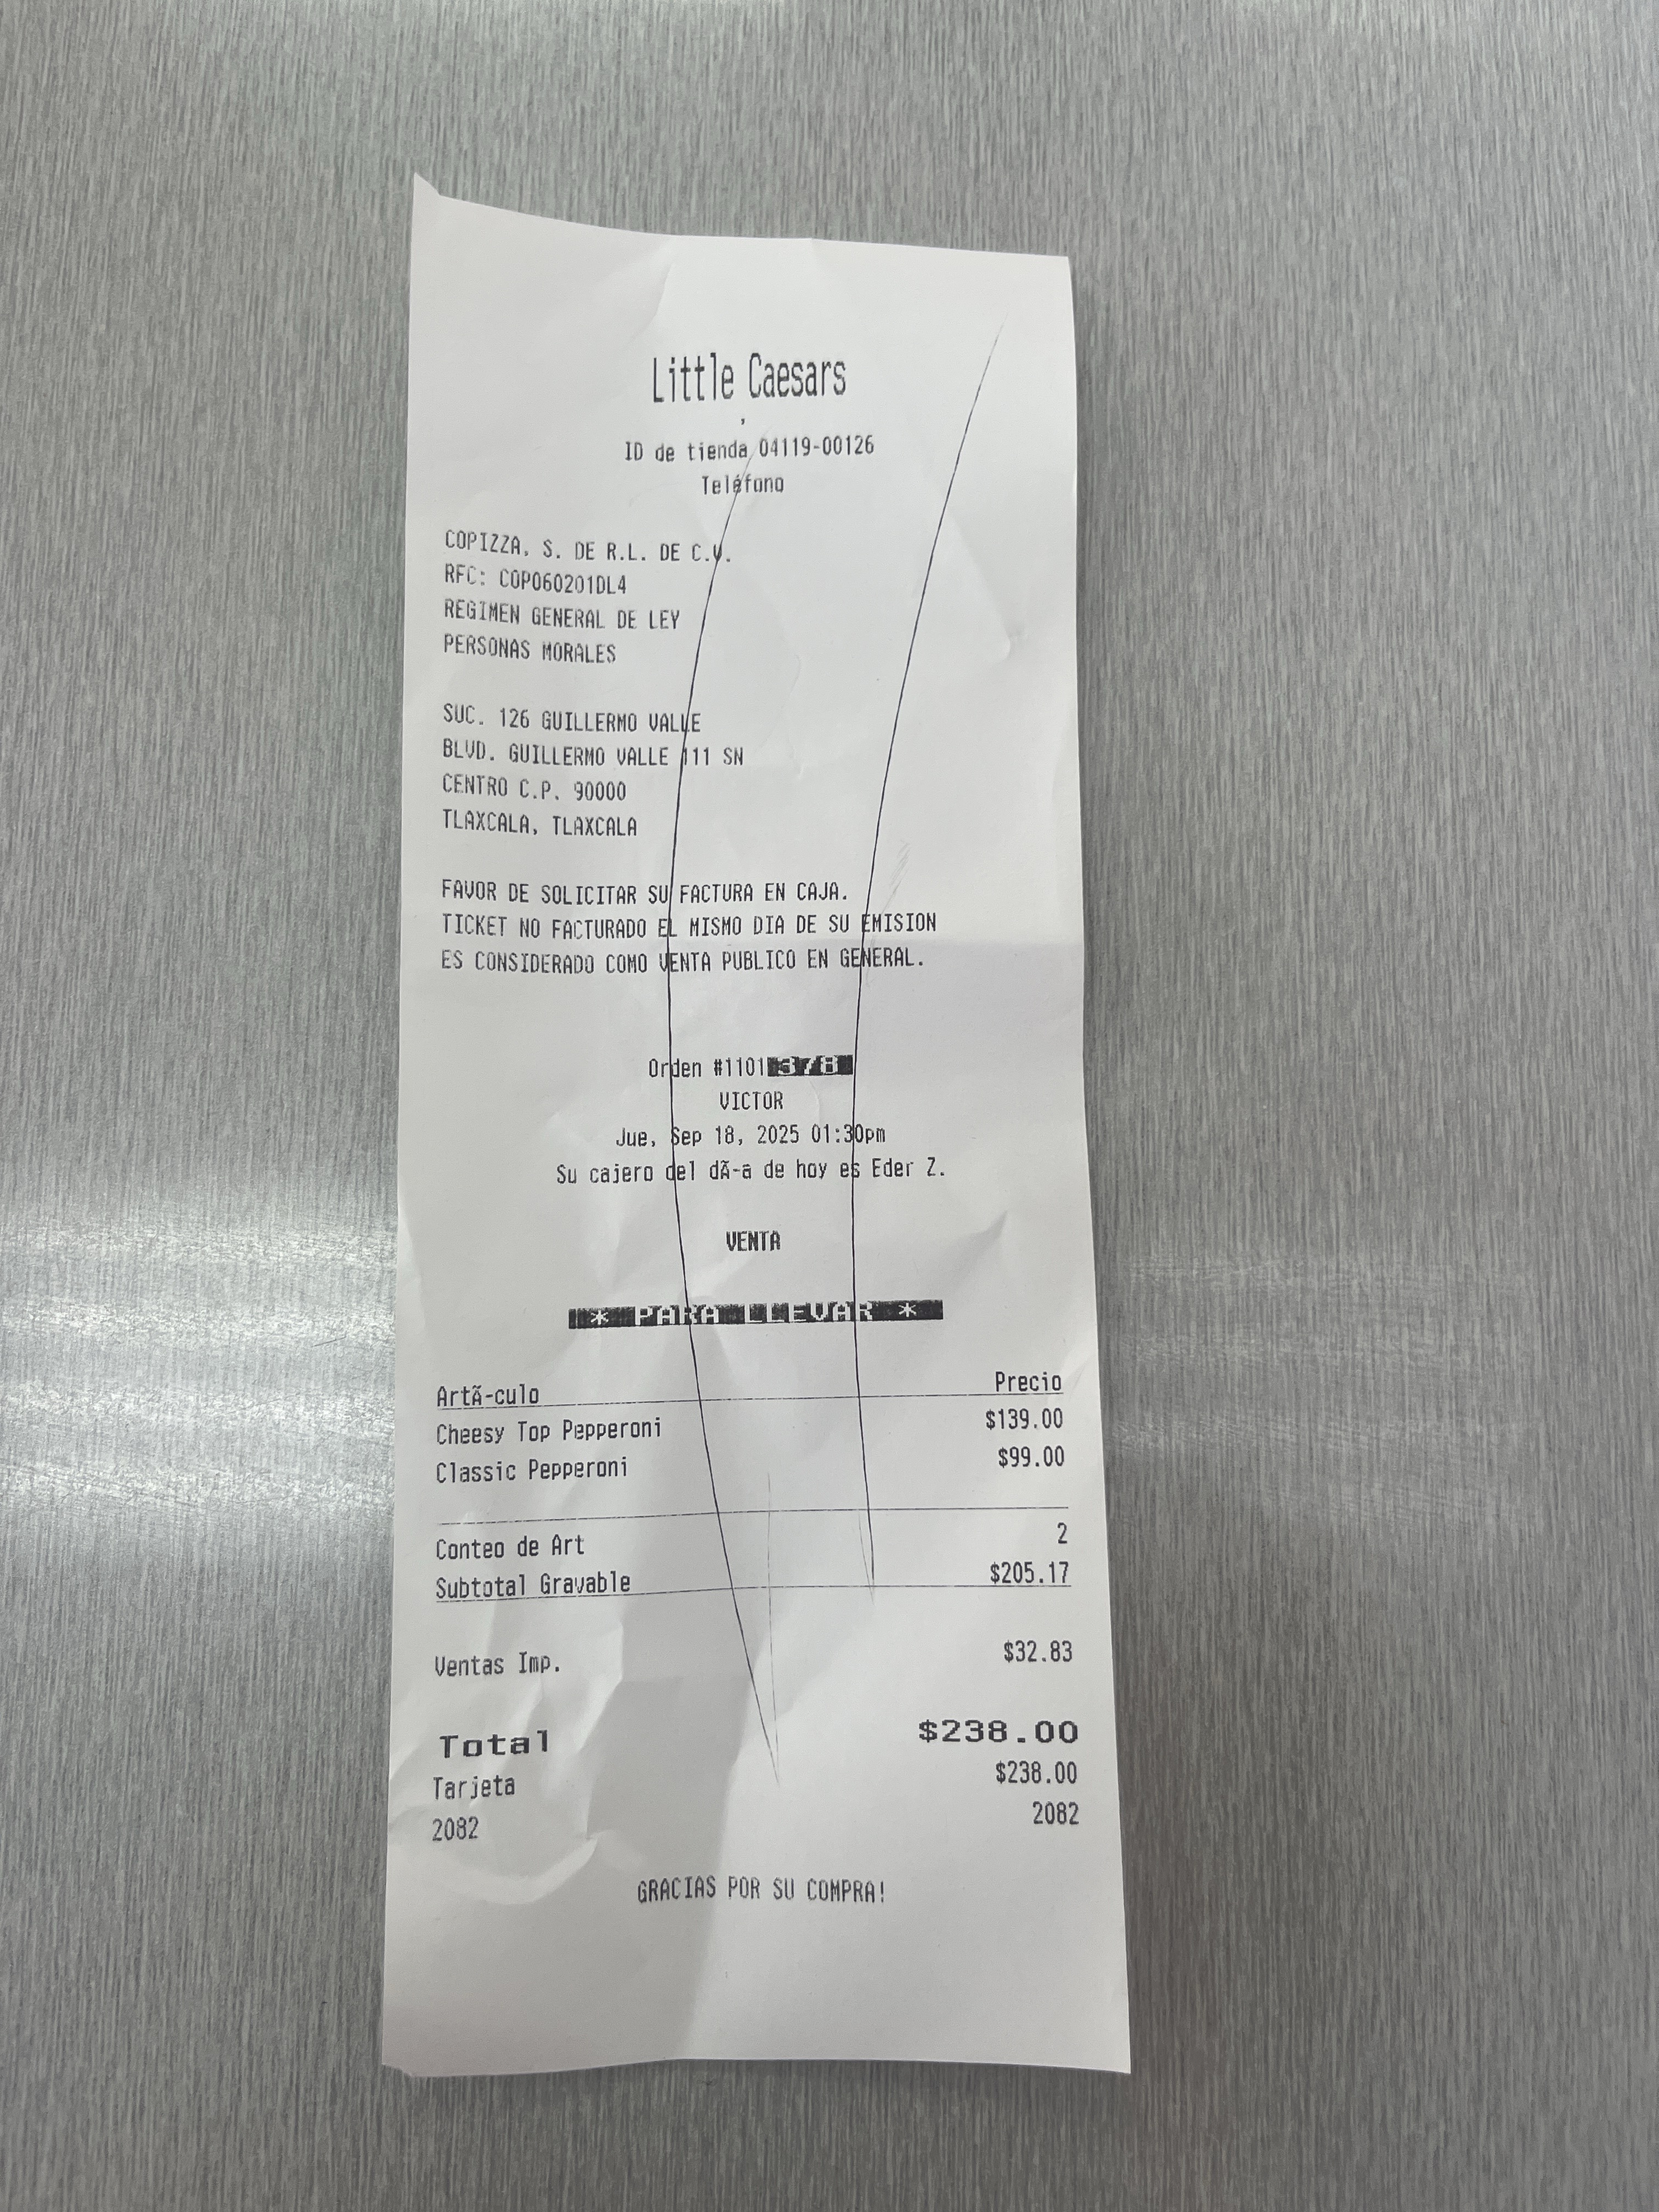 Little Caesars
,
ID de tienda 04119-00126
Teléfono
COPIZZA, S. DE R.L. DE C.V.
RFC: COP060201DL4
REGIMEN GENERAL DE LEY
PERSONAS MORALES
SUC. 126 GUILLERMO VALLE
BLVD. GUILLERMO VALLE 111 SN
CENTRO C.P. 90000
TLAXCALA, TLAXCALA
FAVOR DE SOLICITAR SU FACTURA EN CAJA.
TICKET NO FACTURADO EL MISMO DIA DE SU EMISION
ES CONSIDERADO COMO VENTA PUBLICO EN GENERAL.
Orden #1101378
VICTOR
Jue, Sep 18, 2025 01:30pm
Su cajero del dÃ-a de hoy es Eder Z.
VENTA
* PARA LLEVAR *
ArtÃ-culo Precio
Cheesy Top Pepperoni $139.00
Classic Pepperoni $99.00
Conteo de Art 2
Subtotal Gravable $205.17
Ventas Imp. $32.83
Total $238.00
Tarjeta $238.00
2082 2082
GRACIAS POR SU COMPRA!